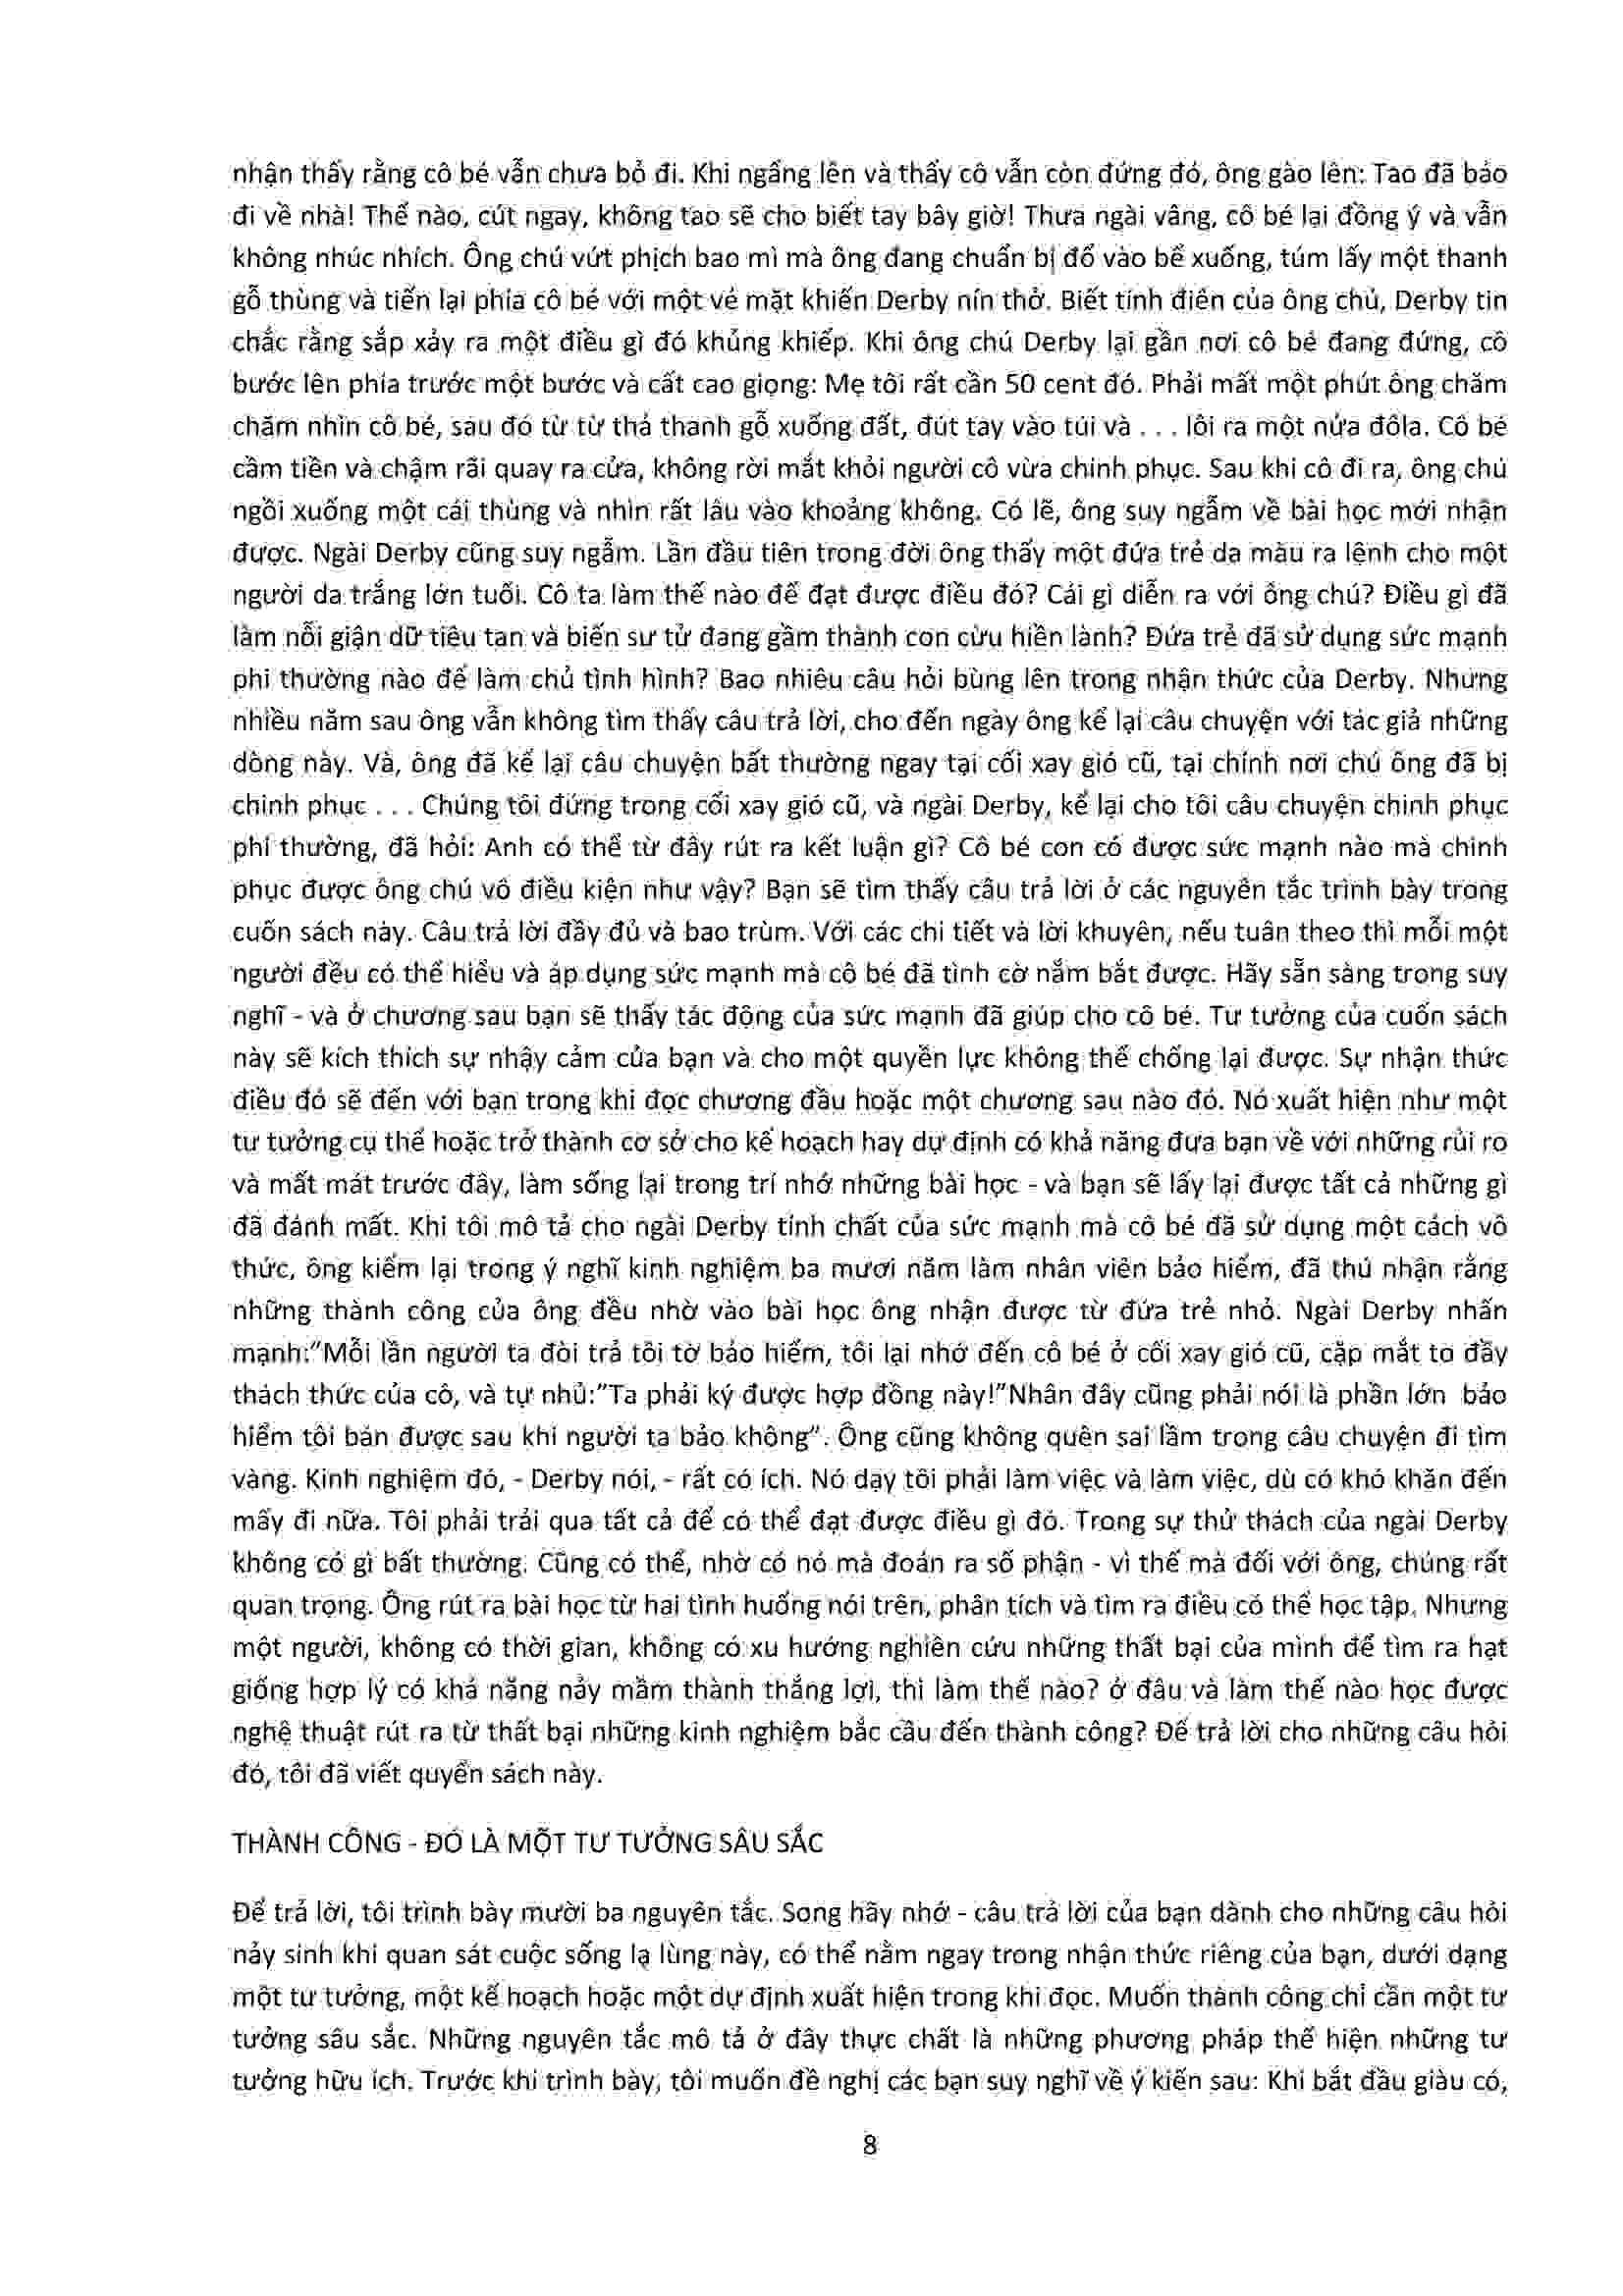 nhận thấy rằng cô bé vẫn chưa bỏ đi. Khi ngẩng lên và thấy cô vẫn còn đứng đó, ông gào lên: Tao đã bảo
đi về nhà! Thế nào, cút ngay, không tao sẽ cho biết tay bây giờ! Thưa ngài vâng, cô bé lại đồng ý và vẫn
không nhúc nhích. Ông chú vứt phịch bao mì mà ông đang chuẩn bị đổ vào bể xuống, túm lấy một thanh
gỗ thùng và tiến lại phía cô bé với một vẻ mặt khiến Derby nín thở. Biết tính điên của ông chủ, Derby tin
chắc rằng sắp xảy ra một điều gì đó khủng khiếp. Khi ông chú Derby lại gần nơi cô bé đang đứng, cô
bước lên phía trước một bước và cất cao giọng: Mẹ tôi rất cần 50 cent đó. Phải mất một phút ông chăm
chăm nhìn cô bé, sau đó từ từ thả thanh gỗ xuống đất, đút tay vào túi và . . . lôi ra một nửa đôla. Cô bé
cầm tiền và chậm rãi quay ra cửa, không rời mắt khỏi người cô vừa chinh phục. Sau khi cô đi ra, ông chú
ngồi xuống một cái thùng và nhìn rất lâu vào khoảng không. Có lẽ, ông suy ngẫm về bài học mới nhận
được. Ngài Derby cũng suy ngẫm. Lần đầu tiên trong đời ông thấy một đứa trẻ da màu ra lệnh cho một
người da trắng lớn tuổi. Cô ta làm thế nào để đạt được điều đó? Cái gì diễn ra với ông chú? Điều gì đã
làm nỗi giận dữ tiêu tan và biến sư tử đang gầm thành con cừu hiền lành? Đứa trẻ đã sử dụng sức mạnh
phi thường nào để làm chủ tình hình? Bao nhiêu câu hỏi bùng lên trong nhận thức của Derby. Nhưng
nhiều năm sau ông vẫn không tìm thấy câu trả lời, cho đến ngày ông kể lại câu chuyện với tác giả những
dòng này. Và, ông đã kể lại câu chuyện bất thường ngay tại cối xay gió cũ, tại chính nơi chú ông đã bị
chinh phục . . . Chúng tôi đứng trong cối xay gió cũ, và ngài Derby, kể lại cho tôi câu chuyện chinh phục
phi thường, đã hỏi: Anh có thể từ đây rút ra kết luận gì? Cô bé con có được sức mạnh nào mà chinh
phục được ông chú vô điều kiện như vậy? Bạn sẽ tìm thấy câu trả lời ở các nguyên tắc trình bày trong
cuốn sách này. Câu trả lời đầy đủ và bao trùm. Với các chi tiết và lời khuyên, nếu tuân theo thì mỗi một
người đều có thể hiểu và áp dụng sức mạnh mà cô bé đã tình cờ nắm bắt được. Hãy sẵn sàng trong suy
nghĩ - và ở chương sau bạn sẽ thấy tác động của sức mạnh đã giúp cho cô bé. Tư tưởng của cuốn sách
này sẽ kích thích sự nhậy cảm của bạn và cho một quyền lực không thể chống lại được. Sự nhận thức
điều đó sẽ đến với bạn trong khi đọc chương đầu hoặc một chương sau nào đó. Nó xuất hiện như một
tư tưởng cụ thể hoặc trở thành cơ sở cho kế hoạch hay dự định có khả năng đưa bạn về với những rủi ro
và mất mát trước đây, làm sống lại trong trí nhớ những bài học - và bạn sẽ lấy lại được tất cả những gì
đã đánh mất. Khi tôi mô tả cho ngài Derby tính chất của sức mạnh mà cô bé đã sử dụng một cách vô
thức, ông kiểm lại trong ý nghĩ kinh nghiệm ba mươi năm làm nhân viên bảo hiểm, đã thú nhận rằng
những thành công của ông đều nhờ vào bài học ông nhận được từ đứa trẻ nhỏ. Ngài Derby nhấn
mạnh:"Mỗi lần người ta đòi trả tôi tờ bảo hiểm, tôi lại nhớ đến cô bé ở cối xay gió cũ, cặp mắt to đầy
thách thức của cô, và tự nhủ:"Ta phải ký được hợp đồng này!"Nhân đây cũng phải nói là phần lớn bảo
hiểm tôi bán được sau khi người ta bảo không". Ông cũng không quên sai lầm trong câu chuyện đi tìm
vàng. Kinh nghiệm đó, - Derby nói, - rất có ích. Nó dạy tôi phải làm việc và làm việc, dù có khó khăn đến
mấy đi nữa. Tôi phải trải qua tất cả để có thể đạt được điều gì đó. Trong sự thử thách của ngài Derby
không có gì bất thường. Cũng có thể, nhờ có nó mà đoán ra số phận - vì thế mà đối với ông, chúng rất
quan trọng. Ông rút ra bài học từ hai tình huống nói trên, phân tích và tìm ra điều có thể học tập. Nhưng
một người, không có thời gian, không có xu hướng nghiên cứu những thất bại của mình để tìm ra hạt
giống hợp lý có khả năng nảy mầm thành thắng lợi, thì làm thế nào? ở đâu và làm thế nào học được
nghệ thuật rút ra từ thất bại những kinh nghiệm bắc cầu đến thành công? Để trả lời cho những câu hỏi
đó, tôi đã viết quyển sách này.
THÀNH CÔNG - ĐÓ LÀ MỘT TƯ TƯỞNG SÂU SẮC
Để trả lời, tôi trình bày mười ba nguyên tắc. Song hãy nhớ - câu trả lời của bạn dành cho những câu hỏi
nảy sinh khi quan sát cuộc sống lạ lùng này, có thể nằm ngay trong nhận thức riêng của bạn, dưới dạng
một tư tưởng, một kế hoạch hoặc một dự định xuất hiện trong khi đọc. Muốn thành công chỉ cần một tư
tưởng sâu sắc. Những nguyên tắc mô tả ở đây thực chất là những phương pháp thể hiện những tư
tưởng hữu ích. Trước khi trình bày, tôi muốn đề nghị các bạn suy nghĩ về ý kiến sau: Khi bắt đầu giàu có,
8